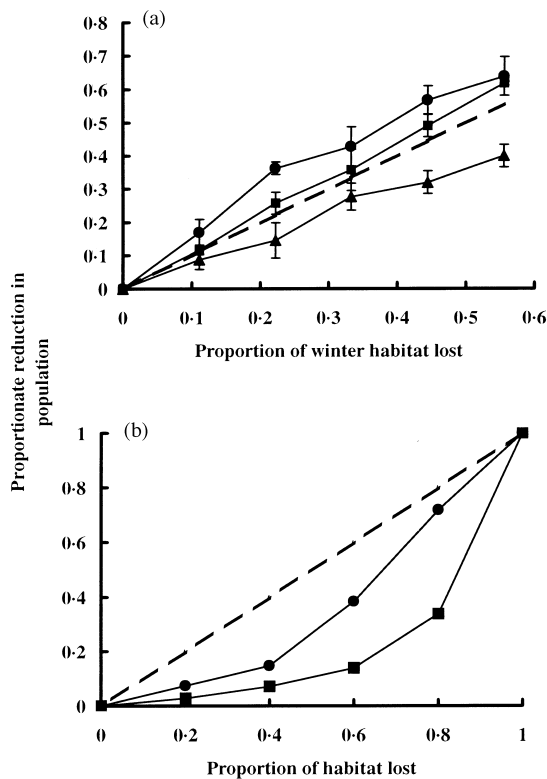 (a)
0·8
0·7
0·6
0·5
0·4
0·3
0·2
0·1
0
0 0·1 0·2 0·3 0·4 0·5 0·6
Proportion of winter habitat lost
Proportionate reduction in
population
(b)
1
0·8
0·6
0·4
0·2
0
0 0·2 0·4 0·6 0·8 1
Proportion of habitat lost